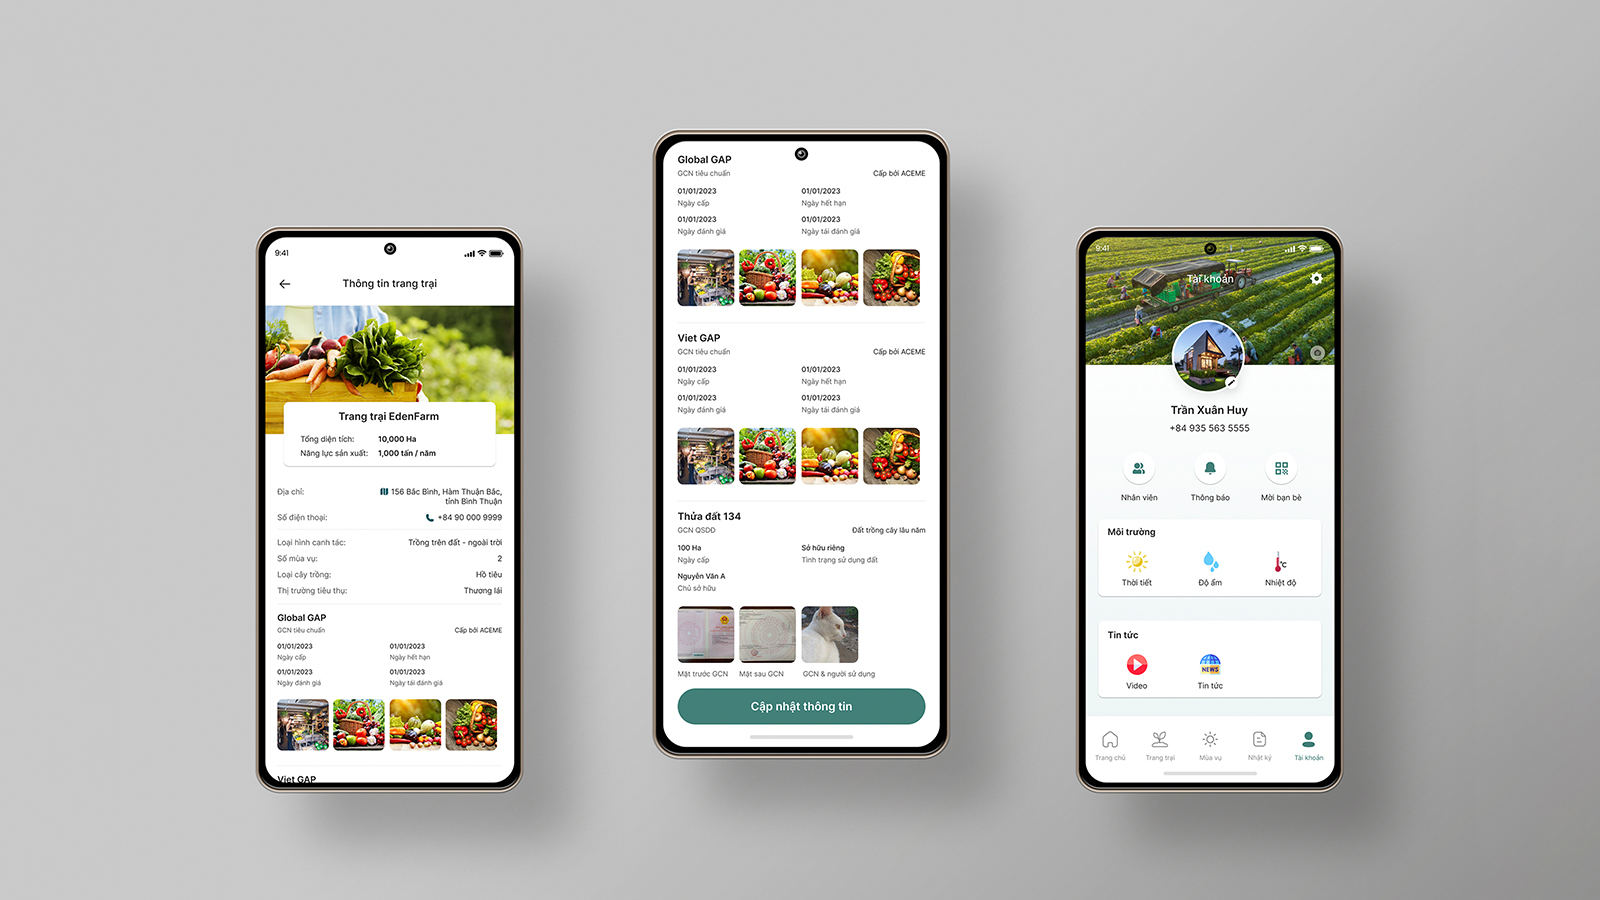 9:41
Thông tin trang trại
Trang trại EdenFarm
Tổng diện tích: 10,000 Ha
Năng lực sản xuất: 1,000 tấn / năm
Địa chỉ: 156 Bắc Bình, Hàm Thuận Bắc,
tỉnh Bình Thuận
Số điện thoại: +84 90 000 9999
Loại hình canh tác: Trồng trên đất - ngoài trời
Số mùa vụ: 2
Loại cây trồng: Hồ tiêu
Thị trường tiêu thụ: Thương lái
Global GAP
GCN tiêu chuẩn Cấp bởi ACEME
01/01/2023 01/01/2023
Ngày cấp Ngày hết hạn
01/01/2023 01/01/2023
Ngày đánh giá Ngày tái đánh giá
Viet GAP
Global GAP
GCN tiêu chuẩn Cấp bởi ACEME
01/01/2023 01/01/2023
Ngày cấp Ngày hết hạn
01/01/2023 01/01/2023
Ngày đánh giá Ngày tái đánh giá
Viet GAP
GCN tiêu chuẩn Cấp bởi ACEME
01/01/2023 01/01/2023
Ngày cấp Ngày hết hạn
01/01/2023 01/01/2023
Ngày đánh giá Ngày tái đánh giá
Thửa đất 134
GCN QSDĐ Đất trồng cây lâu năm
100 Ha Sở hữu riêng
Ngày cấp Tình trạng sử dụng đất
Nguyễn Văn A
Chủ sở hữu
Mặt trước GCN Mặt sau GCN GCN & người sử dụng
Cập nhật thông tin
9:41
Tài khoản
Trần Xuân Huy
+84 935 563 5555
Nhân viên Thông báo Mời bạn bè
Môi trường
°C
Thời tiết Độ ẩm Nhiệt độ
Tin tức
NEWS
Video Tin tức
Trang chủ Trang trại Mùa vụ Nhật ký Tài khoản